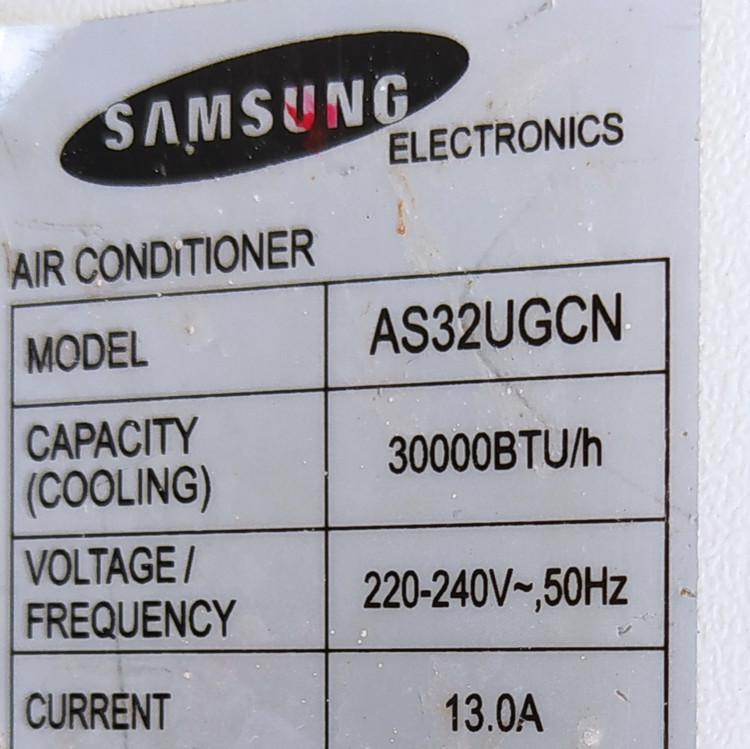 SAMSUNG
ELECTRONICS
AIR CONDITIONER
MODEL AS32UGCN
CAPACITY
(COOLING) 30000BTU/h
VOLTAGE /
FREQUENCY 220-240V~,50Hz
CURRENT 13.0A